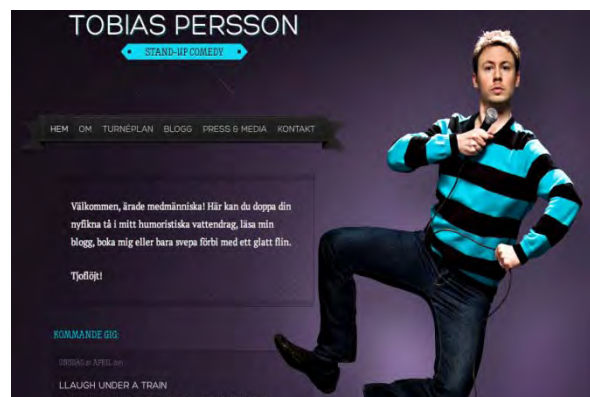 TOBIAS PERSSON
STAND-UP COMEDY
HEM OM TURNÉPLAN BLOGG PRESS & MEDIA KONTAKT
Välkommen, ärade medmänniska! Här kan du doppa din
nyfikna tå i mitt humoristiska vattendrag, läsa min
blogg, boka mig eller bara svepa förbi med ett glatt flin.
Tjoflöjt!
KOMMANDE GIG:
APRIL
LLAUGH UNDER A TRAIN